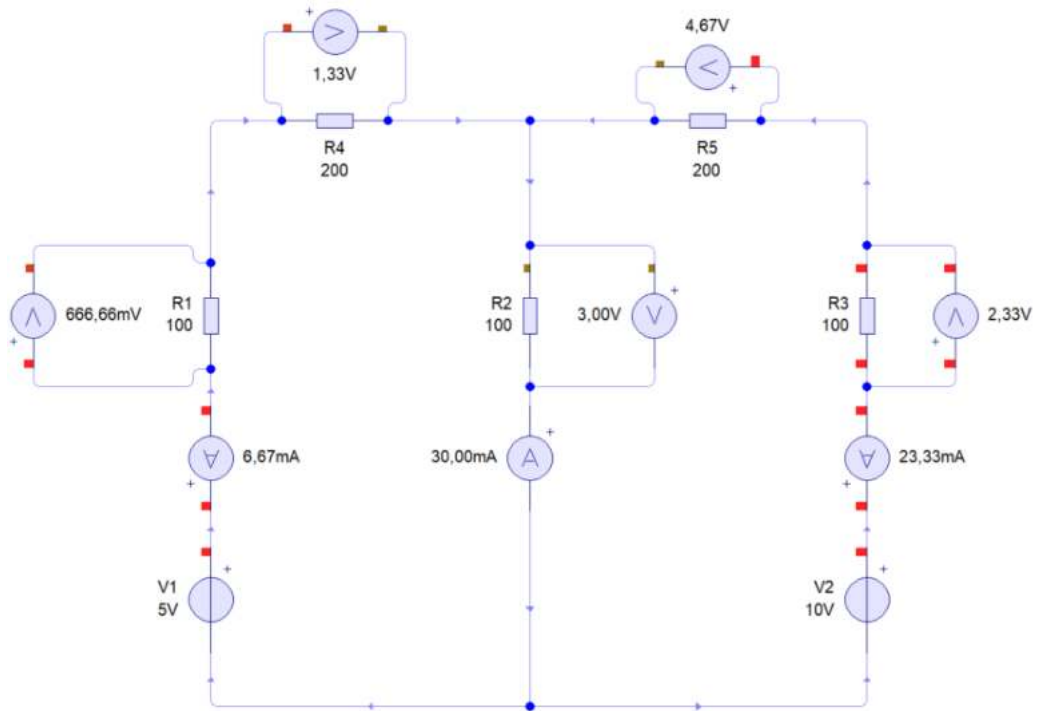 +
1,33V
4,67V
+
R4
200
R5
200
666,66mV
+
R1
100
R2
100
3,00V
+
R3
100
2,33V
+
6,67mA
+
30,00mA
+
A
23,33mA
+
V1
5V
+
V2
10V
+